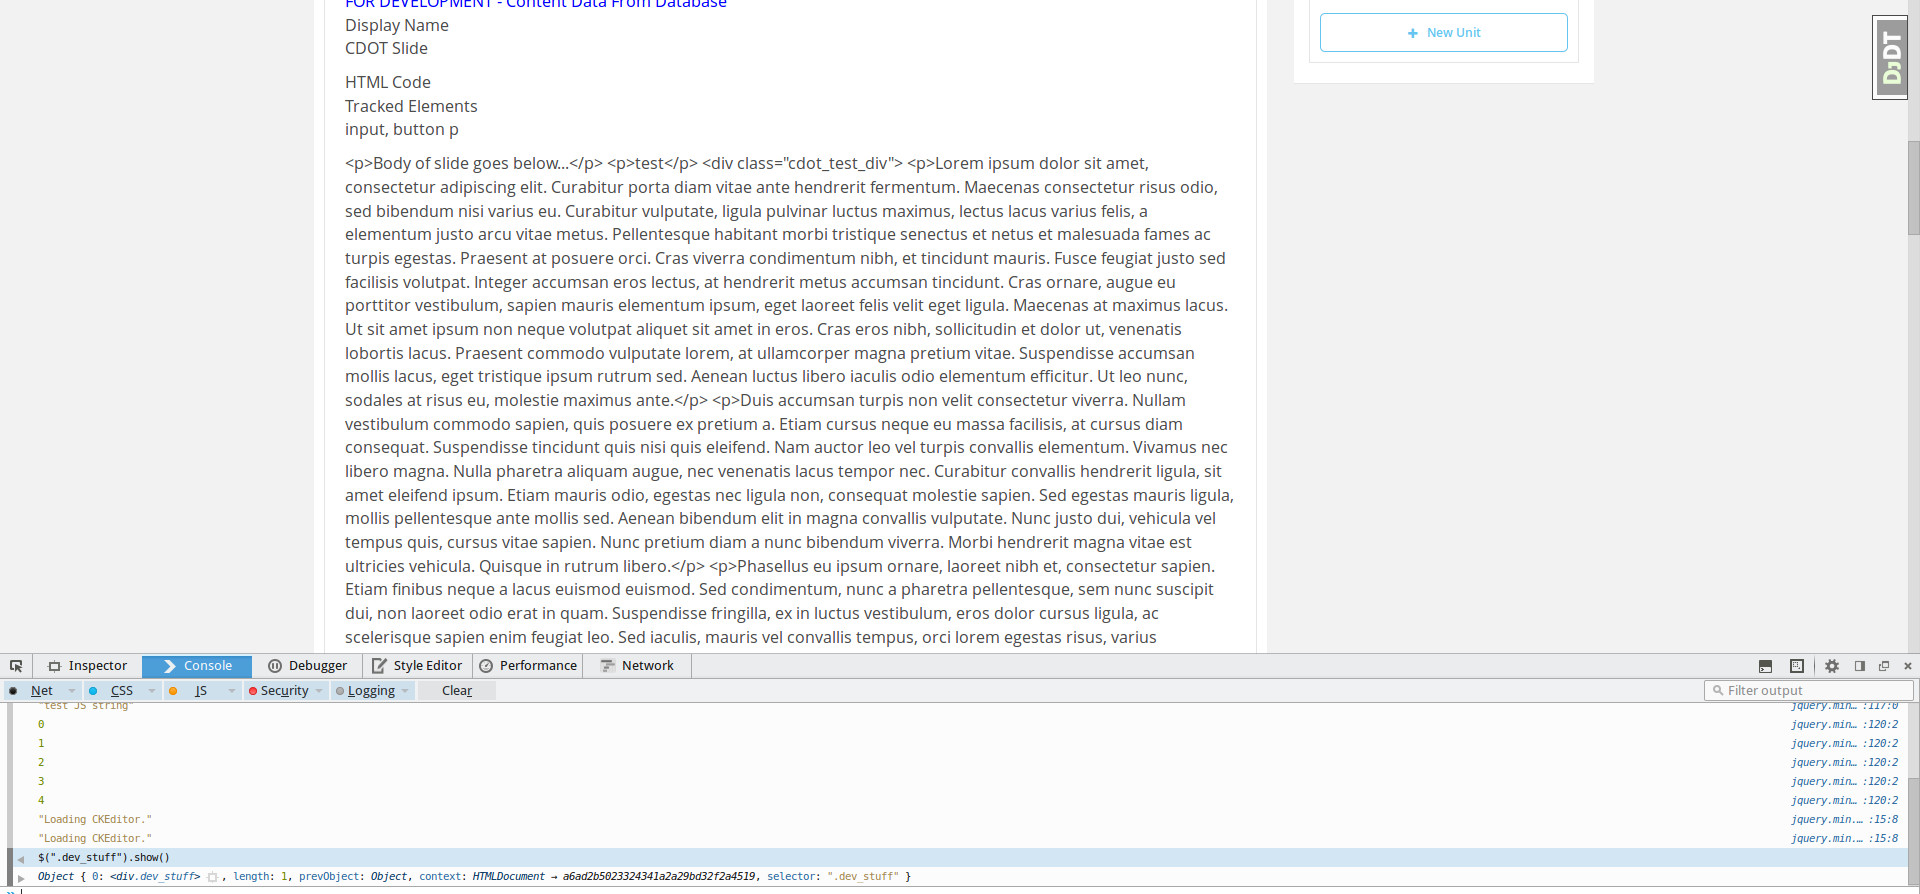 FOR DEVELOPMENT - Content Data From Database
Display Name
CDOT Slide
HTML Code
Tracked Elements
input, button p
<p>Body of slide goes below...</p> <p>test</p> <div class="cdot_test_div"> <p>Lorem ipsum dolor sit amet,
consectetur adipiscing elit. Curabitur porta diam vitae ante hendrerit fermentum. Maecenas consectetur risus odio,
sed bibendum nisi varius eu. Curabitur vulputate, ligula pulvinar luctus maximus, lectus lacus varius felis, a
elementum justo arcu vitae metus. Pellentesque habitant morbi tristique senectus et netus et malesuada fames ac
turpis egestas. Praesent at posuere orci. Cras viverra condimentum nibh, et tincidunt mauris. Fusce feugiat justo sed
facilisis volutpat. Integer accumsan eros lectus, at hendrerit metus accumsan tincidunt. Cras ornare, augue eu
porttitor vestibulum, sapien mauris elementum ipsum, eget laoreet felis velit eget ligula. Maecenas at maximus lacus.
Ut sit amet ipsum non neque volutpat aliquet sit amet in eros. Cras eros nibh, sollicitudin et dolor ut, venenatis
lobortis lacus. Praesent commodo vulputate lorem, at ullamcorper magna pretium vitae. Suspendisse accumsan
mollis lacus, eget tristique ipsum rutrum sed. Aenean luctus libero iaculis odio elementum efficitur. Ut leo nunc,
sodales at risus eu, molestie maximus ante.</p> <p>Duis accumsan turpis non velit consectetur viverra. Nullam
vestibulum commodo sapien, quis posuere ex pretium a. Etiam cursus neque eu massa facilisis, at cursus diam
consequat. Suspendisse tincidunt quis nisi quis eleifend. Nam auctor leo vel turpis convallis elementum. Vivamus nec
libero magna. Nulla pharetra aliquam augue, nec venenatis lacus tempor nec. Curabitur convallis hendrerit ligula, sit
amet eleifend ipsum. Etiam mauris odio, egestas nec ligula non, consequat molestie sapien. Sed egestas mauris ligula,
mollis pellentesque ante mollis sed. Aenean bibendum elit in magna convallis vulputate. Nunc justo dui, vehicula vel
tempus quis, cursus vitae sapien. Nunc pretium diam a nunc bibendum viverra. Morbi hendrerit magna vitae est
ultricies vehicula. Quisque in rutrum libero.</p> <p>Phasellus eu ipsum ornare, laoreet nibh et, consectetur sapien.
Etiam finibus neque a lacus euismod euismod. Sed condimentum, nunc a pharetra pellentesque, sem nunc suscipit
dui, non laoreet odio erat in quam. Suspendisse fringilla, ex in luctus vestibulum, eros dolor cursus ligula, ac
scelerisque sapien enim feugiat leo. Sed iaculis, mauris vel convallis tempus, orci lorem egestas risus, varius
+ New Unit
DJDT
Inspector Console Debugger Style Editor Performance Network
Net CSS JS Security Logging Clear Filter output
"test JS string" jquery.min… :117:0
0 jquery.min… :120:2
1 jquery.min… :120:2
2 jquery.min… :120:2
3 jquery.min… :120:2
4 jquery.min… :120:2
"Loading CKEditor." jquery.min.… :15:8
"Loading CKEditor." jquery.min.… :15:8
$(".dev_stuff").show()
Object { 0: <div.dev_stuff> , length: 1, prevObject: Object, context: HTMLDocument → a6ad2b5023324341a2a29bd32f2a4519, selector: ".dev_stuff" }